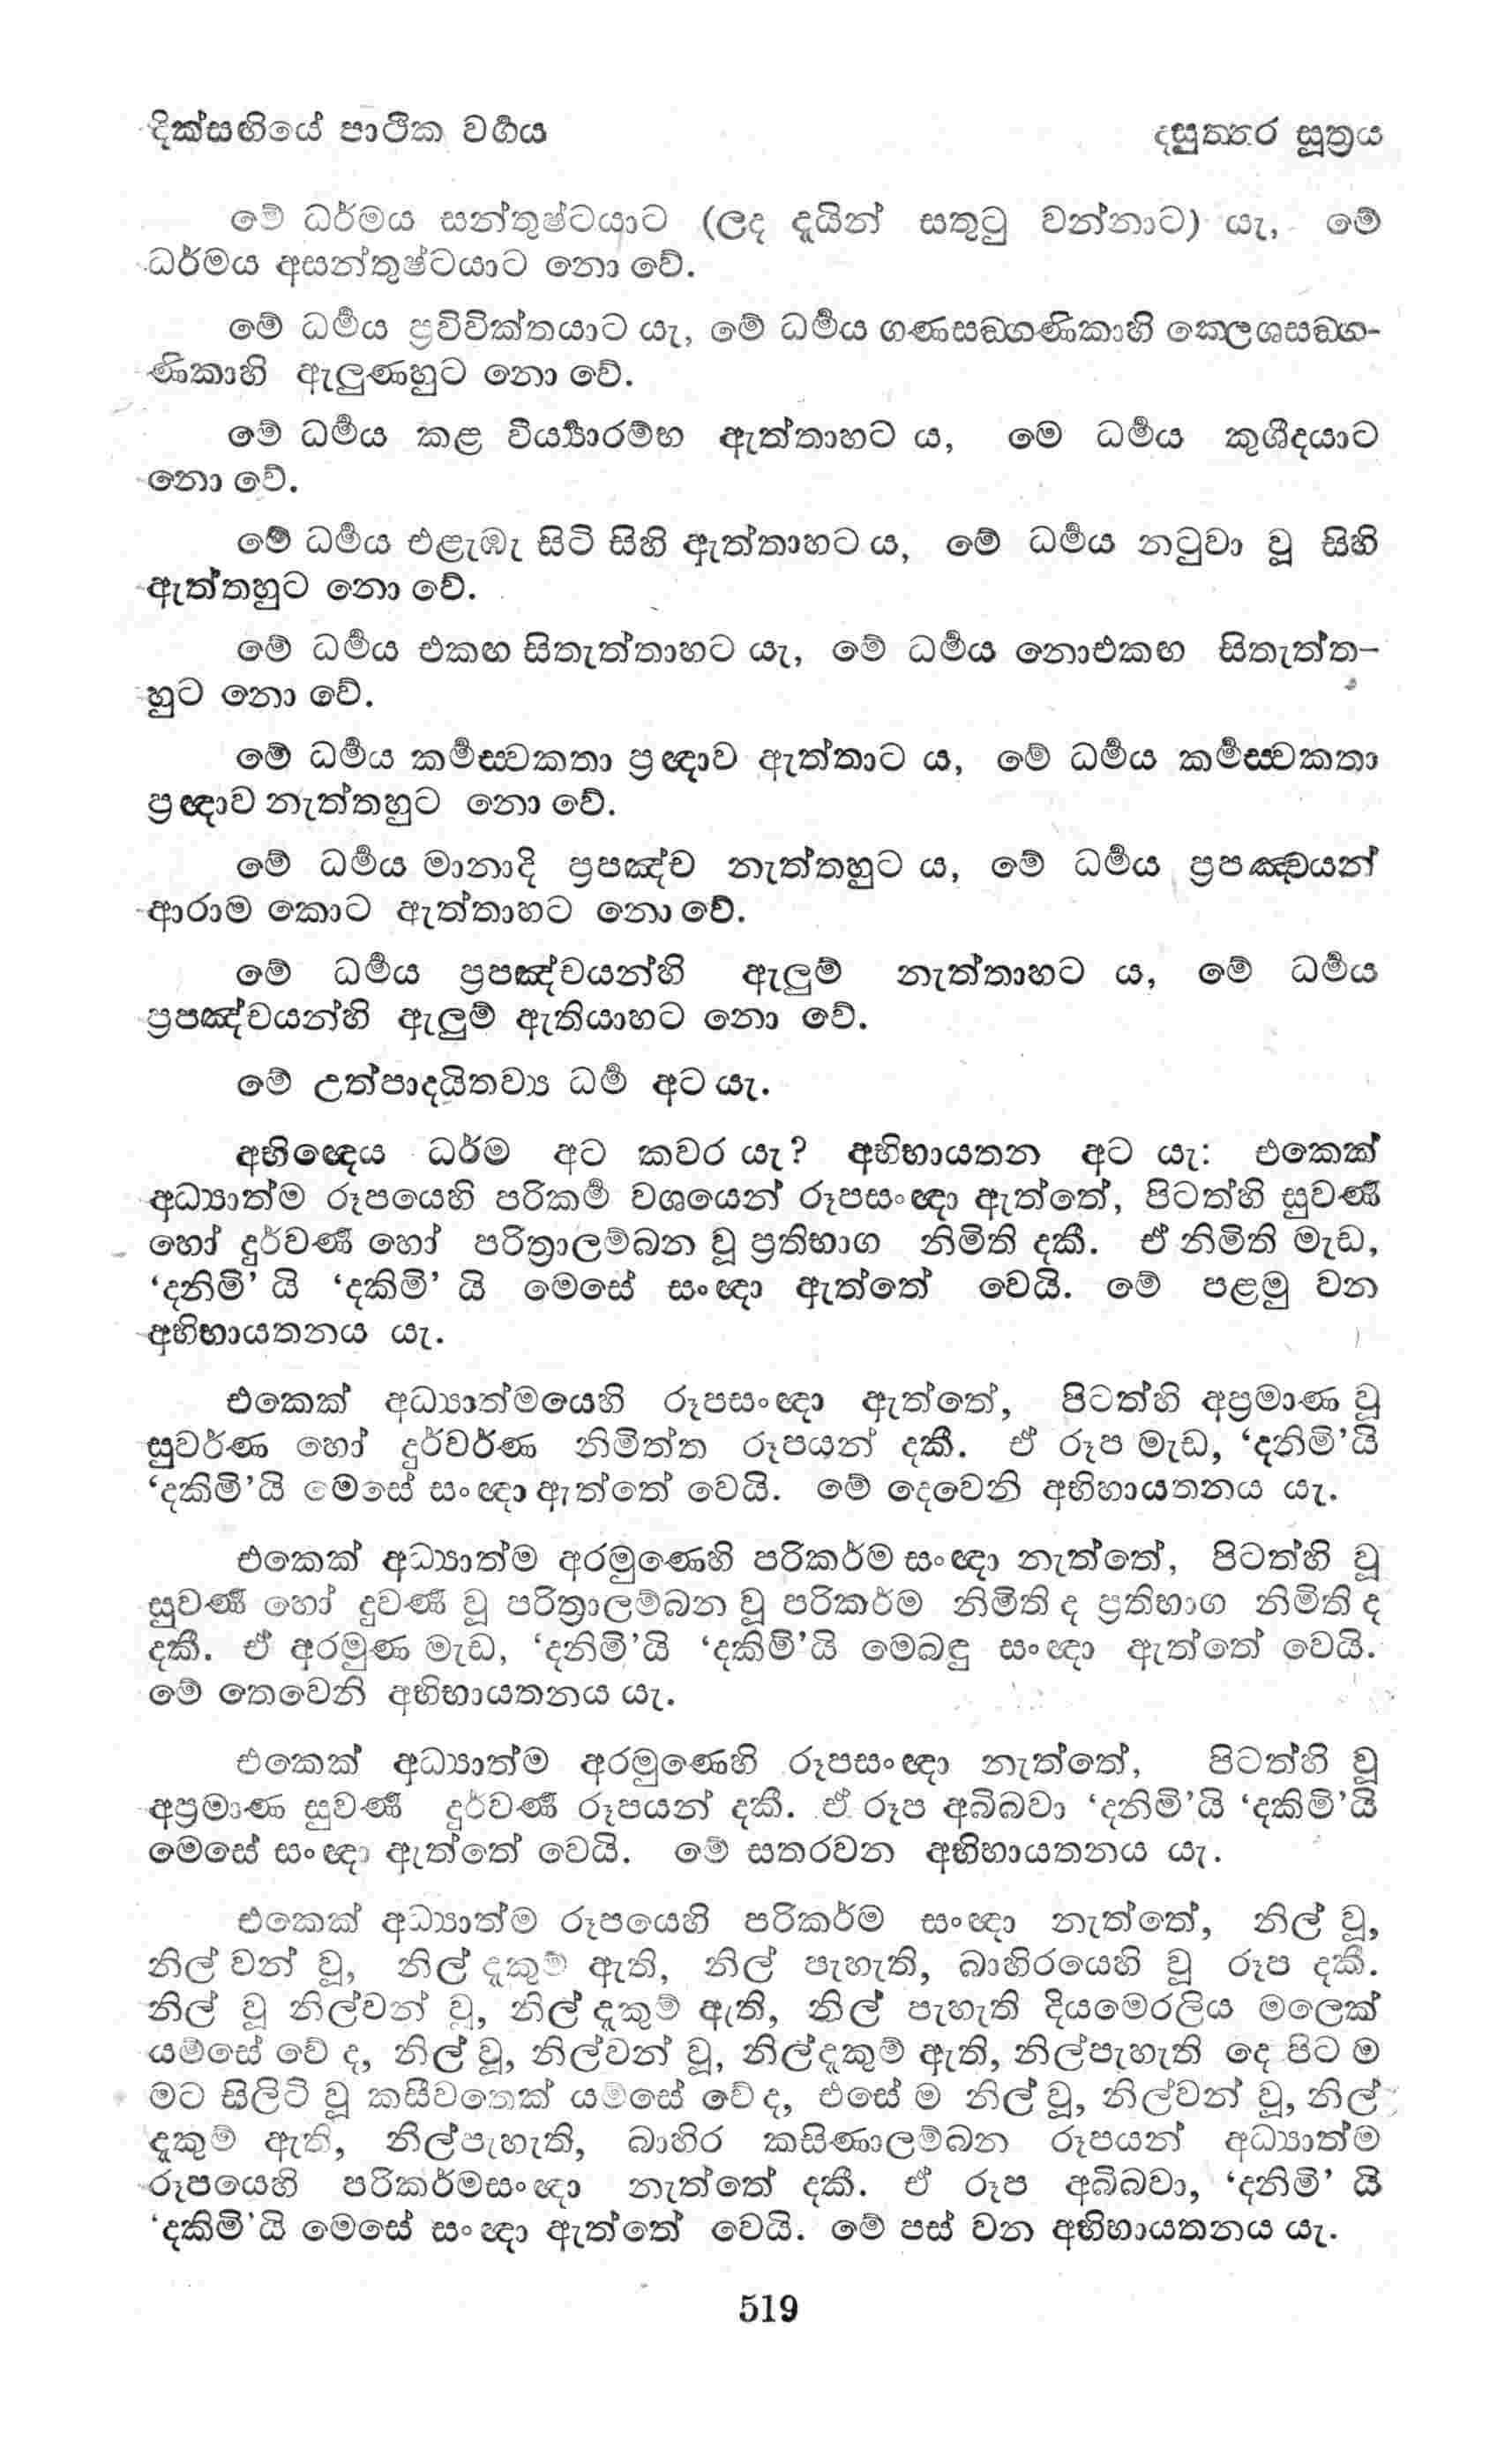 දික්සඟියේ පාථික වර්‍ගය
දසුත්තර සූත්‍රය
මේ ධර්මය සන්තුෂ්ටයාට (ලද දැයින් සතුටු වන්නාට) යැ, මේ
ධර්මය අසන්තුෂ්ටයාට නො වේ.
මේ ධර්‍මය ප්‍රවිවික්තයාට යැ, මේ ධර්‍මය ගණසඞ්ගණිකාහි කෙලශසඞ්ග-
ණිකාහි ඇලුණහුට නො වේ.
මේ ධර්‍මය කළ වීර්‍ය්‍යාරම්භ ඇත්තාහට ය, මෙ ධර්‍මය කුශීදයාට
නො වේ.
මේ ධර්‍මය එළැඹැ සිටි සිහි ඇත්තාහට ය, මේ ධර්‍මය නටුවා වූ සිහි
ඇත්තහුට නො වේ.
මේ ධර්‍මය එකඟ සිතැත්තාහට යැ, මේ ධර්‍මය නොඑකඟ සිතැත්ත-
හුට නො වේ.
මේ ධර්‍මය කර්‍මස්වකතා ප්‍රඥාව ඇත්තාට ය, මේ ධර්‍මය කර්‍මස්වකතා
ප්‍රඥාව නැත්තහුට නො වේ.
මේ ධර්‍මය මානාදි ප්‍රපඤ්ච නැත්තහුට ය, මේ ධර්‍මය ප්‍රපඤ්චයන්
ආරාම කොට ඇත්තාහට නො වේ.
මේ ධර්‍මය ප්‍රපඤ්චයන්හි ඇලුම් නැත්තාහට ය, මේ ධර්‍මය
ප්‍රපඤ්චයන්හි ඇලුම් ඇතියාහට නො වේ.
මේ උත්පාදයිතව්‍ය ධර්‍ම අට යැ.
අභිඥෙය ධර්ම අට කවර යැ? අභිභායතන අට යැ: එකෙක්
අධ්‍යාත්ම රූපයෙහි පරිකර්‍ම වශයෙන් රූපසංඥා ඇත්තේ, පිටත්හි සුවර්‍ණ
හෝ දුර්වර්‍ණ හෝ පරිත්‍රාලම්බන වූ ප්‍රතිභාග නිමිති දකී. ඒ නිමිති මැඩ,
‘දනිමි’ යි ‘දකිමි’ යි මෙසේ සංඥා ඇත්තේ වෙයි. මේ පළමු වන
අභිභායතනය යැ.
එකෙක් අධ්‍යාත්මයෙහි රූපසංඥා ඇත්තේ, පිටත්හි අප්‍රමාණ වූ
සුවර්ණ හෝ දුර්වර්ණ නිමිත්ත රූපයන් දකී. ඒ රූප මැඩ, ‘දනිමි’යි
‘දකිමි’යි මෙසේ සංඥා ඇත්තේ වෙයි. මේ දෙවෙනි අභිභායතනය යැ.
එකෙක් අධ්‍යාත්ම අරමුණෙහි පරිකර්ම සංඥා නැත්තේ, පිටත්හි වූ
සුවර්‍ණ හෝ දුවර්‍ණ වූ පරිත්‍රාලම්බන වූ පරිකර්ම නිමිති ද ප්‍රතිභාග නිමිති ද
දකී. ඒ අරමුණ මැඩ, ‘දනිමි’යි ‘දකිමි’යි මෙබඳු සංඥා ඇත්තේ වෙයි.
මේ තෙවෙනි අභිභායතනය යැ.
එකෙක් අධ්‍යාත්ම අරමුණෙහි රූපසංඥා නැත්තේ, පිටත්හි වූ
අප්‍රමාණ සුවර්‍ණ දුර්වර්‍ණ රූපයන් දකී. ඒ රූප අබිබවා ‘දනිමි’යි ‘දකිමි’යි
මෙසේ සංඥා ඇත්තේ වෙයි. මේ සතරවන අභිභායතනය යැ.
එකෙක් අධ්‍යාත්ම රූපයෙහි පරිකර්ම සංඥා නැත්තේ, නිල් වූ,
නිල් වන් වූ, නිල් දැකුම් ඇති, නිල් පැහැති, බාහිරයෙහි වූ රූප දකී.
නිල් වූ නිල්වන් වූ, නිල් දැකුම් ඇති, නිල් පැහැති දියමෙරලිය මලෙක්
යම්සේ වේ ද, නිල් වූ, නිල්වන් වූ, නිල්දැකුම් ඇති, නිල්පැහැති දෙ පිට ම
මට සිලිටි වූ කසීවතෙක් යම්සේ වේ ද, එසේ ම නිල් වූ, නිල්වන් වූ, නිල්
දැකුම් ඇති, නිල්පැහැති, බාහිර කසිණාලම්බන රූපයන් අධ්‍යාත්ම
රූපයෙහි පරිකර්මසංඥා නැත්තේ දකී. ඒ රූප අබිබවා, ‘දනිමි’ යි
‘දකිමි’යි මෙසේ සංඥා ඇත්තේ වෙයි. මේ පස් වන අභිභායතනය යැ.
519